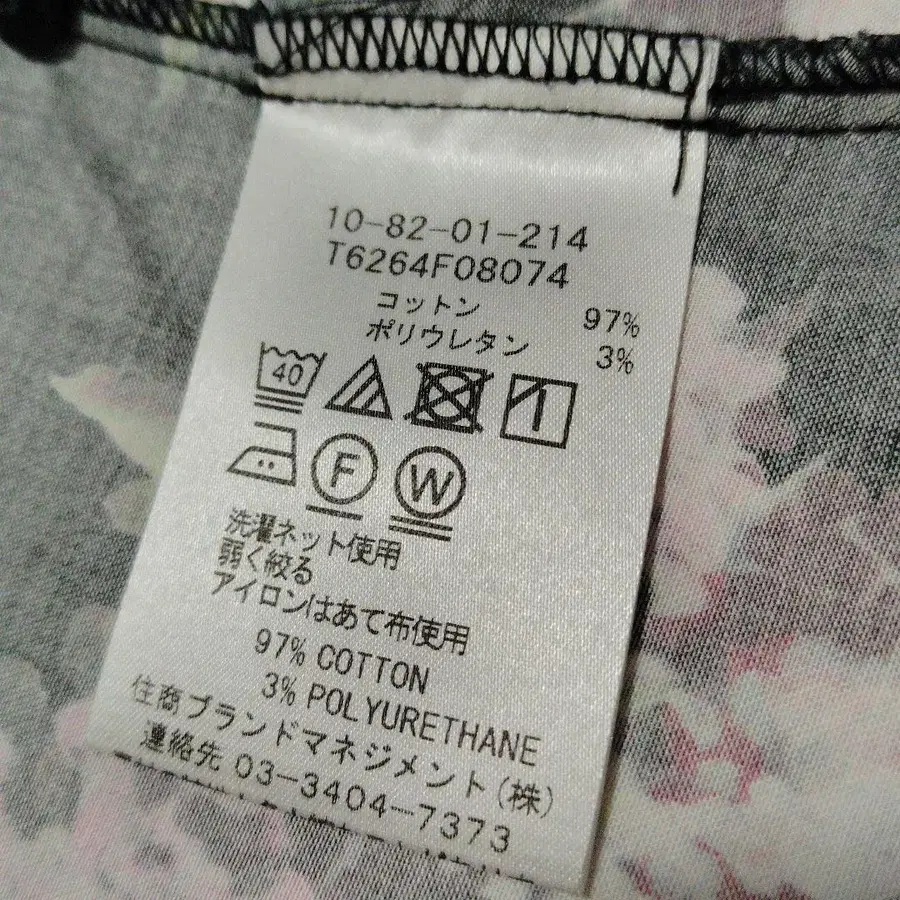 10-82-01-214
T6264F08074
コットン 97%
ポリウレタン 3%
40
F W
洗濯ネット使用
弱く絞る
アイロンはあて布使用
97% COTTON
3% POLYURETHANE
住商ブランドマネジメント(株)
連絡先 03-3404-7373